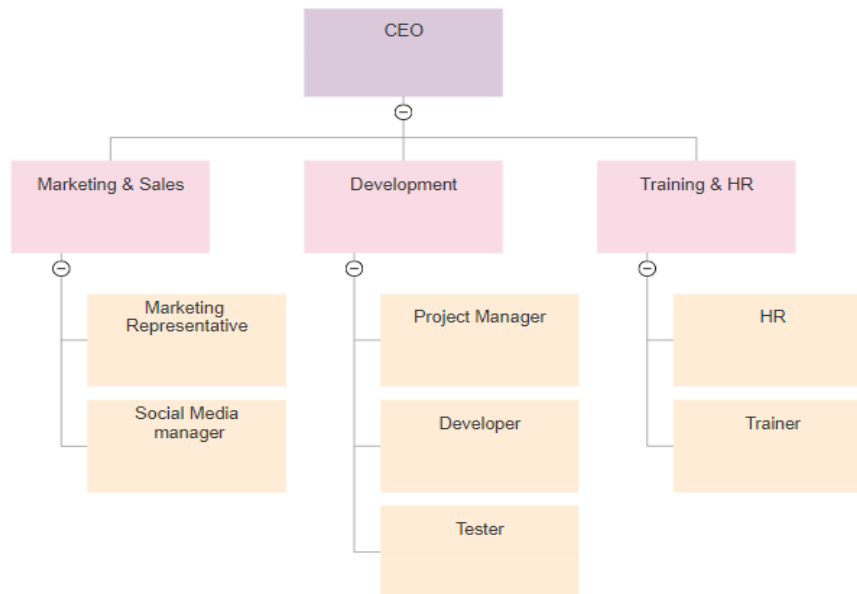 CEO
Marketing & Sales
Development
Training & HR
Marketing
Representative
Project Manager
HR
Social Media
manager
Developer
Trainer
Tester